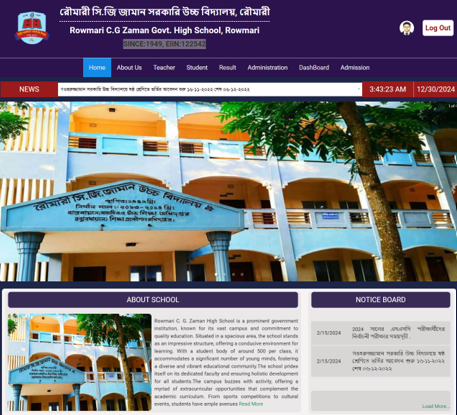 রৌমারী সি.জি জামান সরকারি উচ্চ বিদ্যালয়, রৌমারী
Rowmari C.G Zaman Govt. High School, Rowmari
SINCE:1949, EIIN:122542
Log Out
Home About Us Teacher Student Result Administration DashBoard Admission
NEWS
সরকারি উচ্চ বিদ্যালয়ে ষষ্ঠ শ্রেণিতে ভর্তির আবেদন শুরু ১৬-১১-২০২২ শেষ ০৬-১২-২০২২
3:43:23 AM
12/30/2024
রৌমারী সি.জি.জামান উচ্চ বিদ্যালয়
ABOUT SCHOOL
Rowmari C. G. Zaman High School is a prominent government
institution, known for its vast campus and commitment to
quality education. Situated in a spacious area, the school stands
as an impressive structure, offering a conducive environment for
learning. With a student body of around 500 per class, it
accommodates a significant number of young minds, fostering
a diverse and vibrant educational community.The school prides
itself on its dedicated faculty and ensuring holistic development
for all students.The campus buzzes with activity, offering a
myriad of extracurricular opportunities that complement the
academic curriculum. From sports competitions to cultural
events, students have ample avenues Read More
NOTICE BOARD
2/15/2024
2024 সালের এসএসসি পরীক্ষার্থীদের
নির্বাচনী পরীক্ষার সময়সূচী .
2/15/2024
সরকারি উচ্চ বিদ্যালয়ে ষষ্ঠ
শ্রেণিতে ভর্তির আবেদন শুরু ১৬-১১-২০২২
শেষ ০৬-১২-২০২২
Load More...